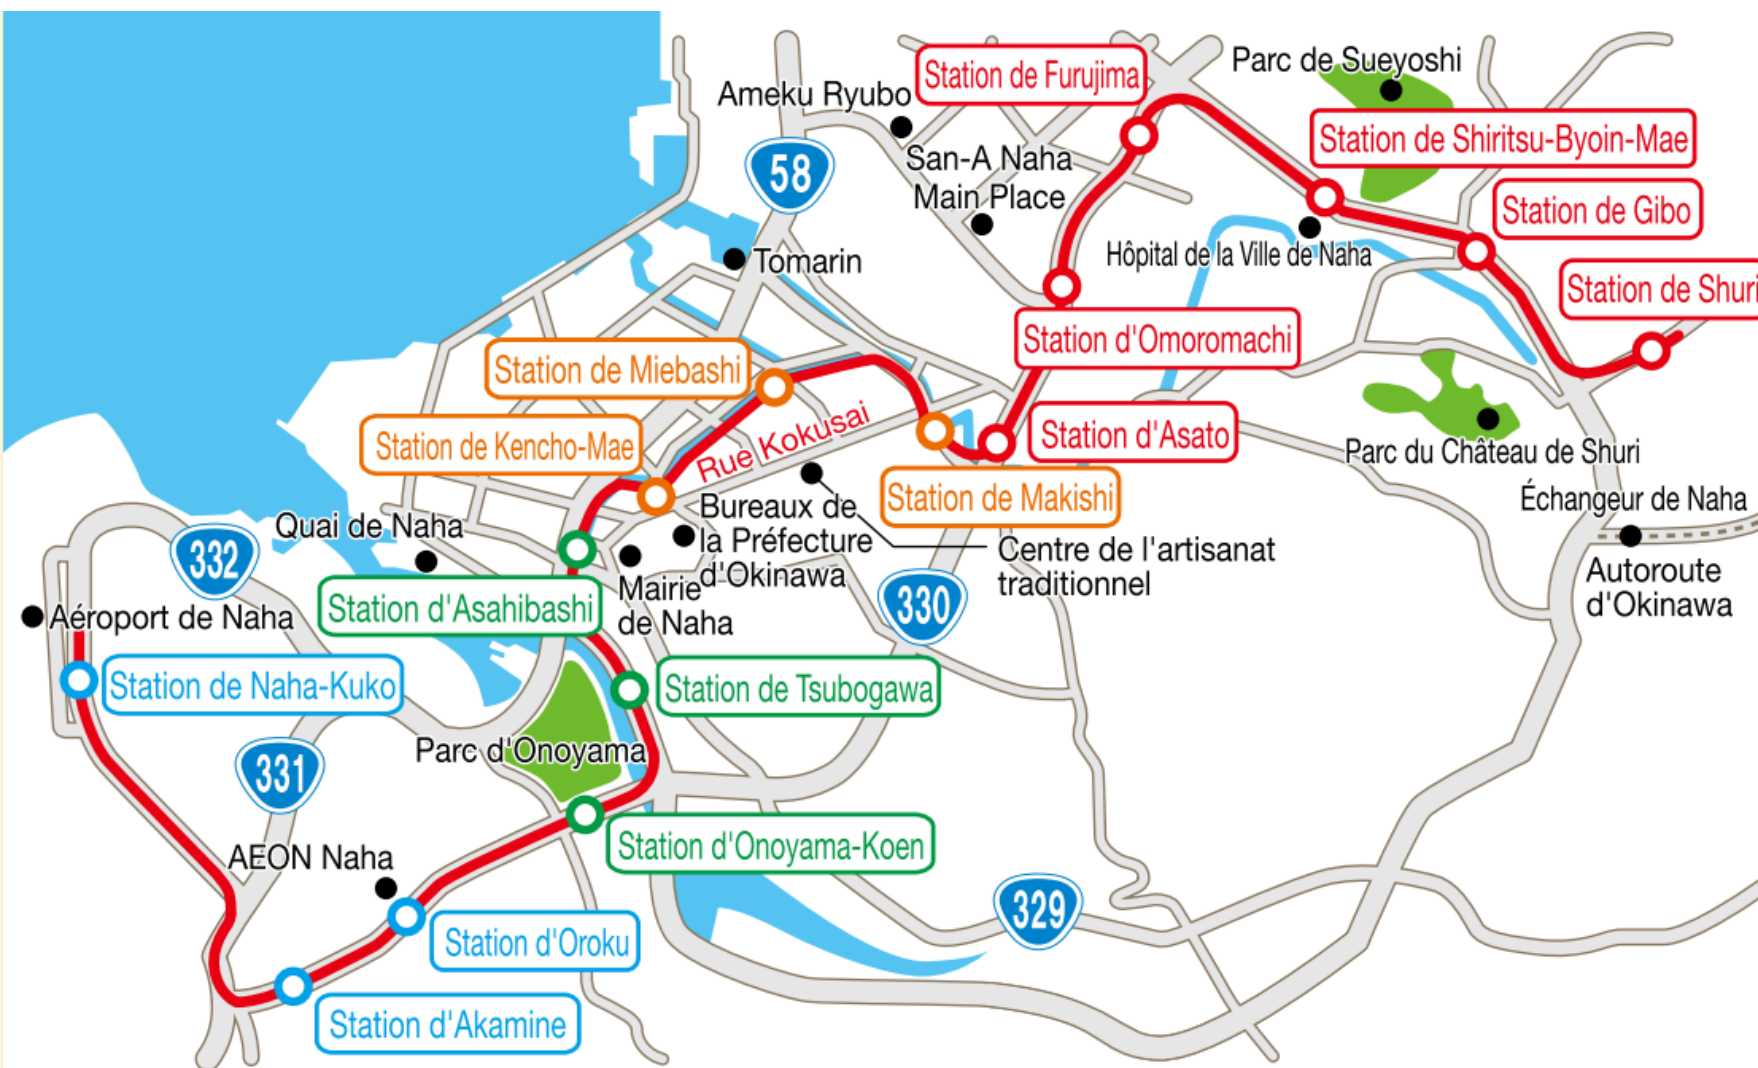 Station de Furujima
Parc de Sueyoshi
Ameku Ryubo
Station de Shiritsu-Byoin-Mae
58
San-A Naha
Main Place
Station de Gibo
Hôpital de la Ville de Naha
Tomarin
Station de Shuri
Station d'Omoromachi
Station de Miebashi
Rue Kokusai
Station d'Asato
Station de Kencho-Mae
Parc du Château de Shuri
Station de Makishi
Échangeur de Naha
Quai de Naha
Bureaux de
la Préfecture
d'Okinawa
332
Centre de l'artisanat
traditionnel
Autoroute
d'Okinawa
Mairie
de Naha
330
Station d'Asahibashi
Aéroport de Naha
Station de Naha-Kuko
Station de Tsubogawa
Parc d'Onoyama
331
Station d'Onoyama-Koen
AEON Naha
329
Station d'Oroku
Station d'Akamine